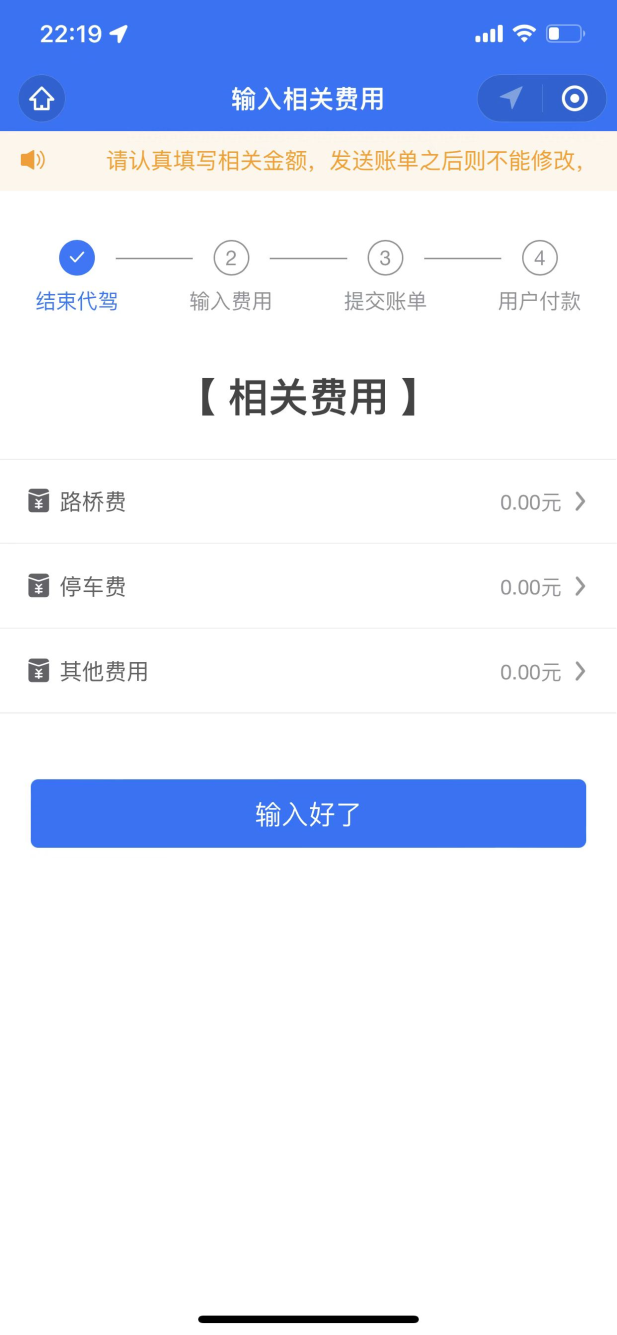 22:19
输入相关费用
请认真填写相关金额，发送账单之后则不能修改，
2
3
4
结束代驾
输入费用
提交账单
用户付款
【 相关费用 】
¥ 路桥费 0.00元
¥ 停车费 0.00元
¥ 其他费用 0.00元
输入好了